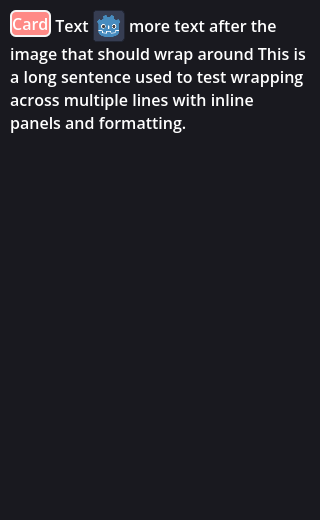 Card Text more text after the
image that should wrap around This is
a long sentence used to test wrapping
across multiple lines with inline
panels and formatting.